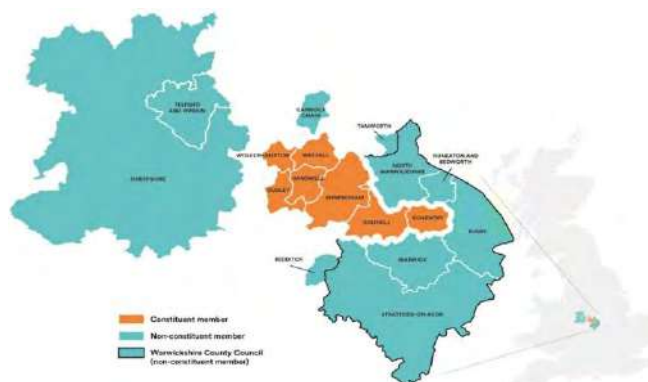 TELFORD
AND WREKIN
SHROPSHIRE
CANNOCK
CHASE
TAMWORTH
WOLVERHAMPTON
WALSALL
NORTH
WARWICKSHIRE
NUNEATON AND
BEDWORTH
DUDLEY
SANDWELL
BIRMINGHAM
SOLIHULL
COVENTRY
RUGBY
REDDITCH
WARWICK
STRATFORD-ON-AVON
Constituent member
Non-constituent member
Warwickshire County Council
(non-constituent member)